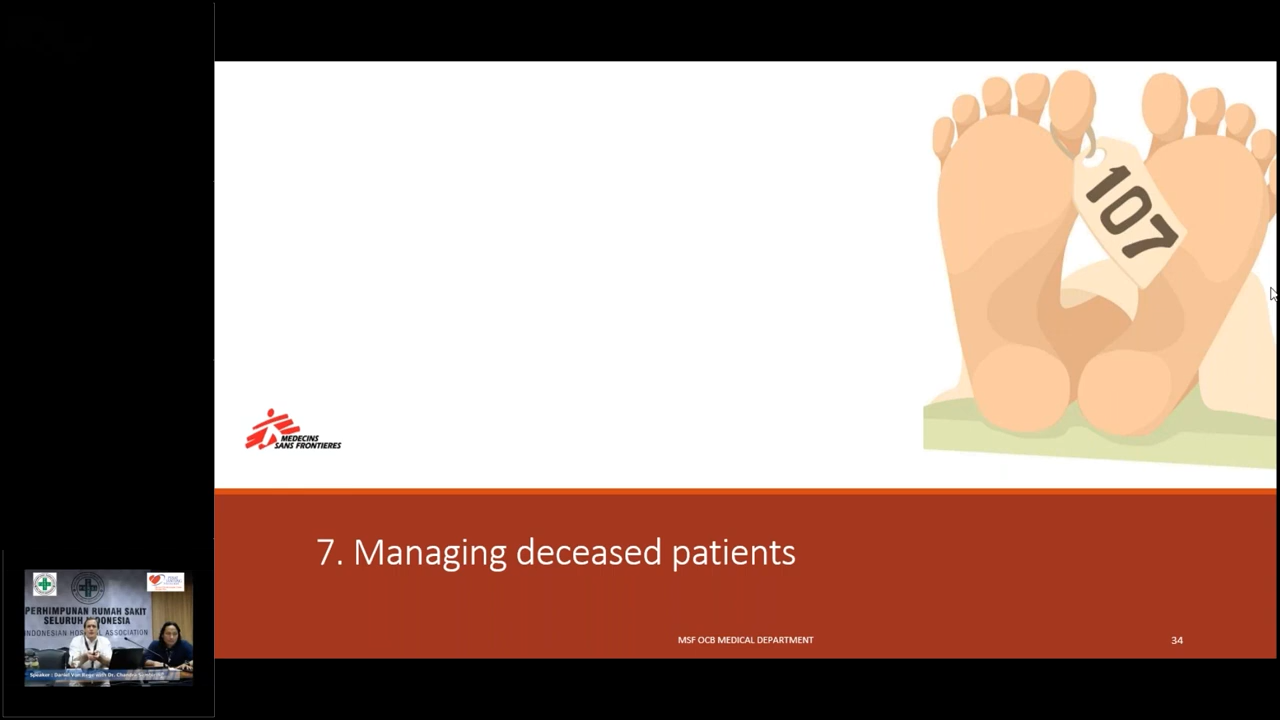 107
MEDECINS
SANS FRONTIERES
7. Managing deceased patients
MSF OCB MEDICAL DEPARTMENT
34
PERHIMPUNAN RUMAH SAKIT
SELURUH INDONESIA
INDONESIAN HOSPITAL ASSOCIATION
Speaker :